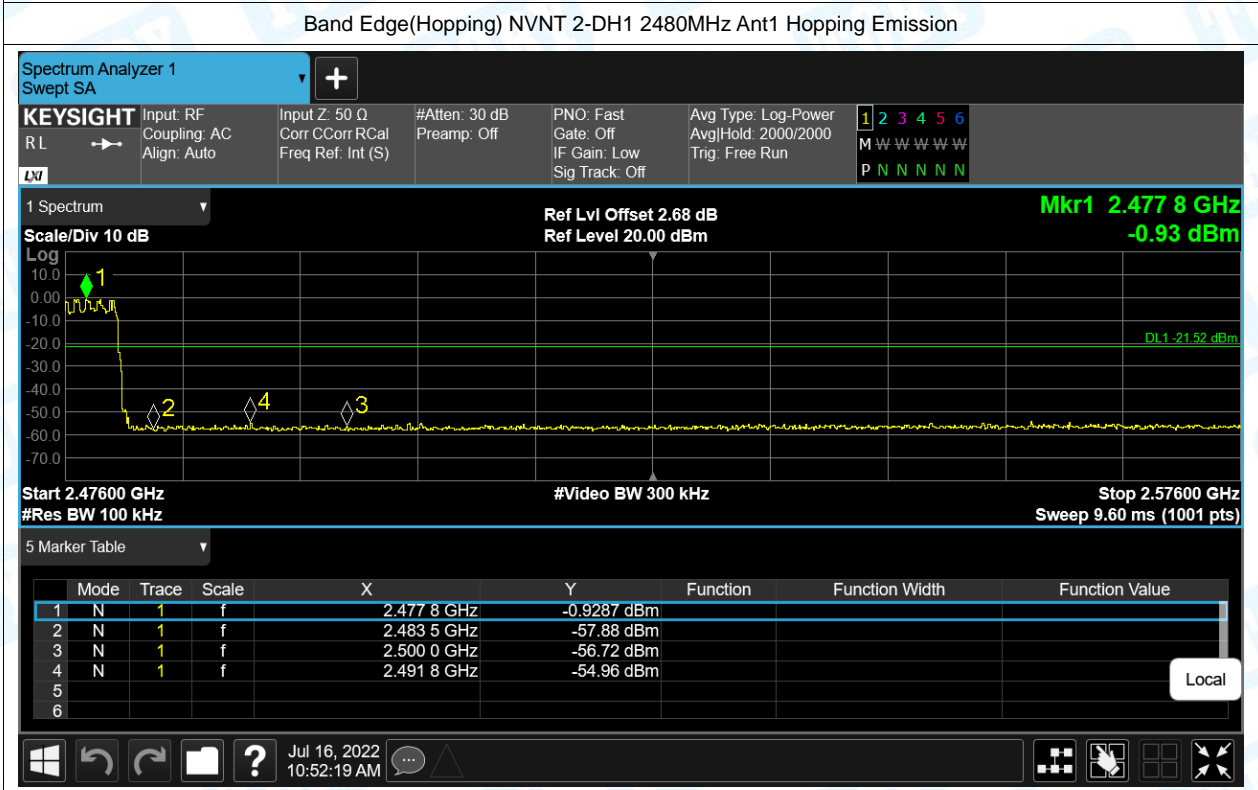 Band Edge(Hopping) NVNT 2-DH1 2480MHz Ant1 Hopping Emission
Spectrum Analyzer 1
Swept SA
KEYSIGHT
RL
LXI
Input: RF
Coupling: AC
Align: Auto
Input Z: 50 Ω
Corr CCorr RCal
Freq Ref: Int (S)
#Atten: 30 dB
Preamp: Off
PNO: Fast
Gate: Off
IF Gain: Low
Sig Track: Off
Avg Type: Log-Power
Avg|Hold: 2000/2000
Trig: Free Run
1 2 3 4 5 6
M W W W W W
P N N N N N
1 Spectrum
Scale/Div 10 dB
Ref Lvl Offset 2.68 dB
Ref Level 20.00 dBm
Mkr1 2.477 8 GHz
-0.93 dBm
Log
10.0
0.00
-10.0
-20.0
-30.0
-40.0
-50.0
-60.0
-70.0
1
2
4
3
DL1 -21.52 dBm
Start 2.47600 GHz
#Res BW 100 kHz
#Video BW 300 kHz
Stop 2.57600 GHz
Sweep 9.60 ms (1001 pts)
5 Marker Table
Mode Trace Scale X Y Function Function Width Function Value
1 N 1 f 2.477 8 GHz -0.9287 dBm
2 N 1 f 2.483 5 GHz -57.88 dBm
3 N 1 f 2.500 0 GHz -56.72 dBm
4 N 1 f 2.491 8 GHz -54.96 dBm
5
6
Local
?
Jul 16, 2022
10:52:19 AM